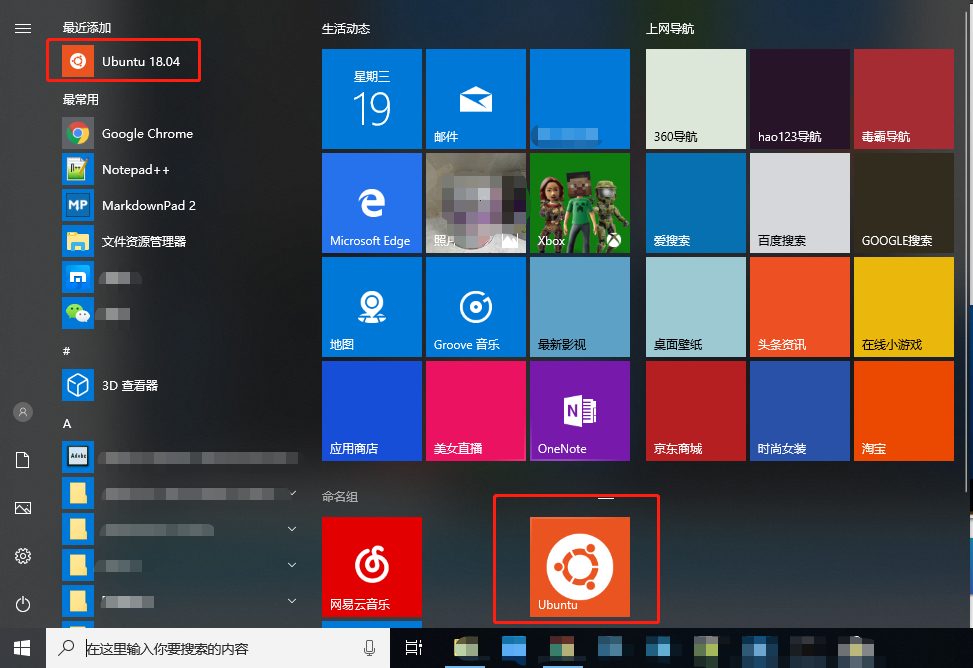 最近添加
Ubuntu 18.04
最常用
Google Chrome
Notepad++
MP
MarkdownPad 2
文件资源管理器
#
3D 查看器
A
Adobe
生活动态
星期三
19
邮件
Microsoft Edge
照片
Xbox
地图
Groove 音乐
最新影视
应用商店
美女直播
N
OneNote
上网导航
360导航
hao123导航
毒霸导航
爱搜索
百度搜索
GOOGLE搜索
桌面壁纸
头条资讯
在线小游戏
京东商城
时尚女装
淘宝
命名组
网易云音乐
Ubuntu
在这里输入你要搜索的内容